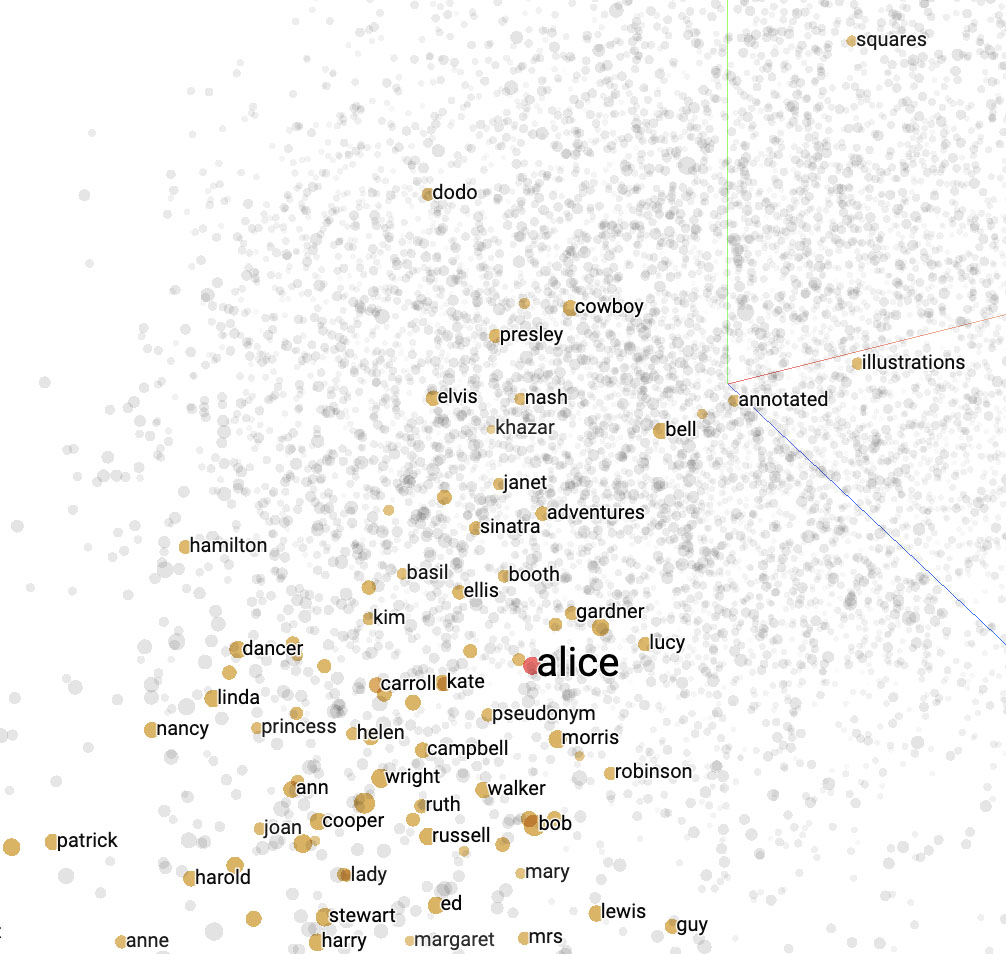 squares
dodo
cowboy
presley
illustrations
elvis
nash
annotated
khazar
bell
janet
adventures
sinatra
hamilton
basil
booth
ellis
gardner
kim
lucy
dancer
alice
carroll
kate
linda
pseudonym
princess
nancy
helen
morris
campbell
robinson
wright
ann
walker
ruth
cooper
bob
joan
russell
patrick
mary
lady
harold
ed
lewis
stewart
guy
mrs
anne
harry
margaret